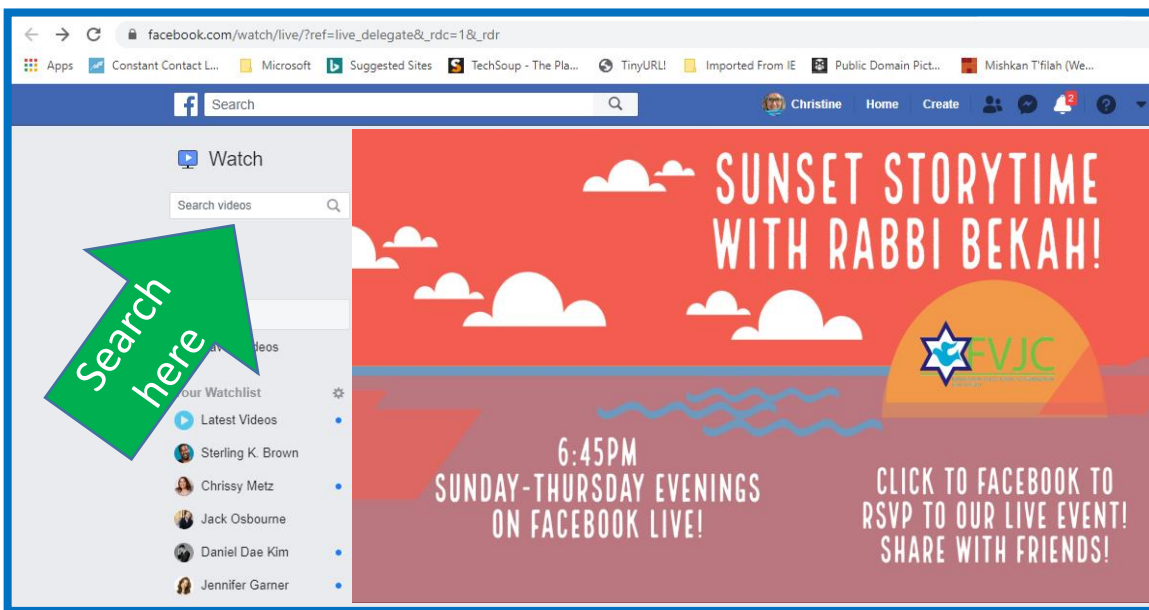 facebook.com/watch/live/?ref=live_delegate&_rdc=1&_rdr
Apps Constant Contact L... Microsoft Suggested Sites TechSoup - The Pla... TinyURL! Imported From IE Public Domain Pict... Mishkan T'filah (We...
Search Christine Home Create 2
Watch
Search videos
Search
here
deos
our Watchlist
Latest Videos
Sterling K. Brown
Chrissy Metz
Jack Osbourne
Daniel Dae Kim
Jennifer Garner
SUNSET STORYTIME
WITH RABBI BEKAH!
FVJC
6:45PM
SUNDAY-THURSDAY EVENINGS
ON FACEBOOK LIVE!
CLICK TO FACEBOOK TO
RSVP TO OUR LIVE EVENT!
SHARE WITH FRIENDS!